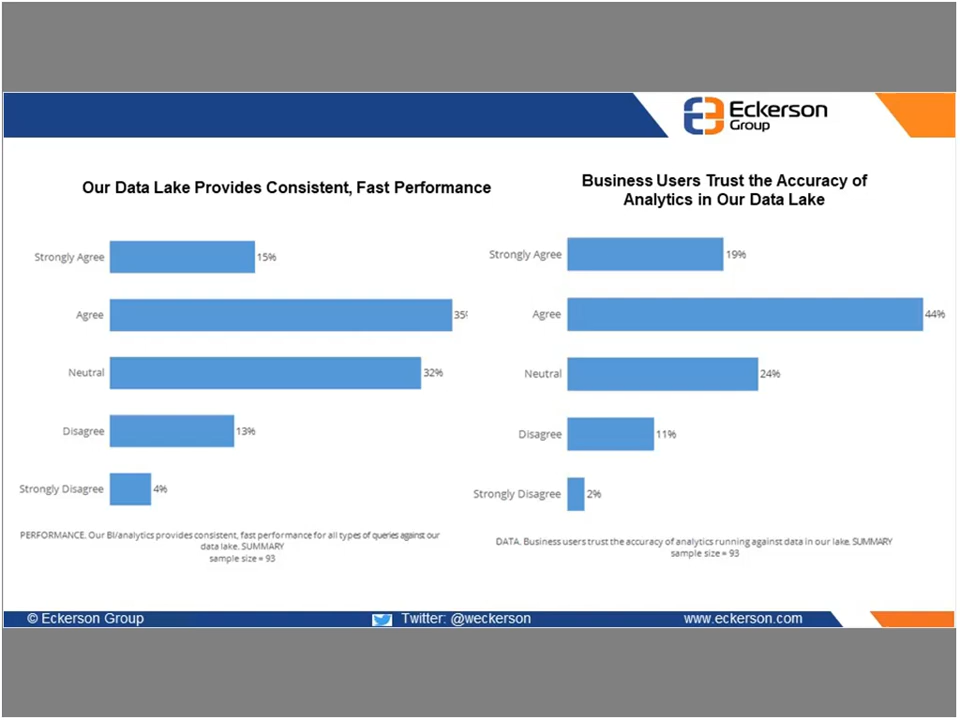 Eckerson
Group
Our Data Lake Provides Consistent, Fast Performance
Strongly Agree 15%
Agree 35
Neutral 32%
Disagree 13%
Strongly Disagree 4%
PERFORMANCE. Our BI/analytics provides consistent, fast performance for all types of queries against our
data lake. SUMMARY
sample size = 93
Business Users Trust the Accuracy of
Analytics in Our Data Lake
Strongly Agree 19%
Agree 44%
Neutral 24%
Disagree 11%
Strongly Disagree 2%
DATA. Business users trust the accuracy of analytics running against data in our lake. SUMMARY
sample size = 93
© Eckerson Group Twitter: @weckerson www.eckerson.com